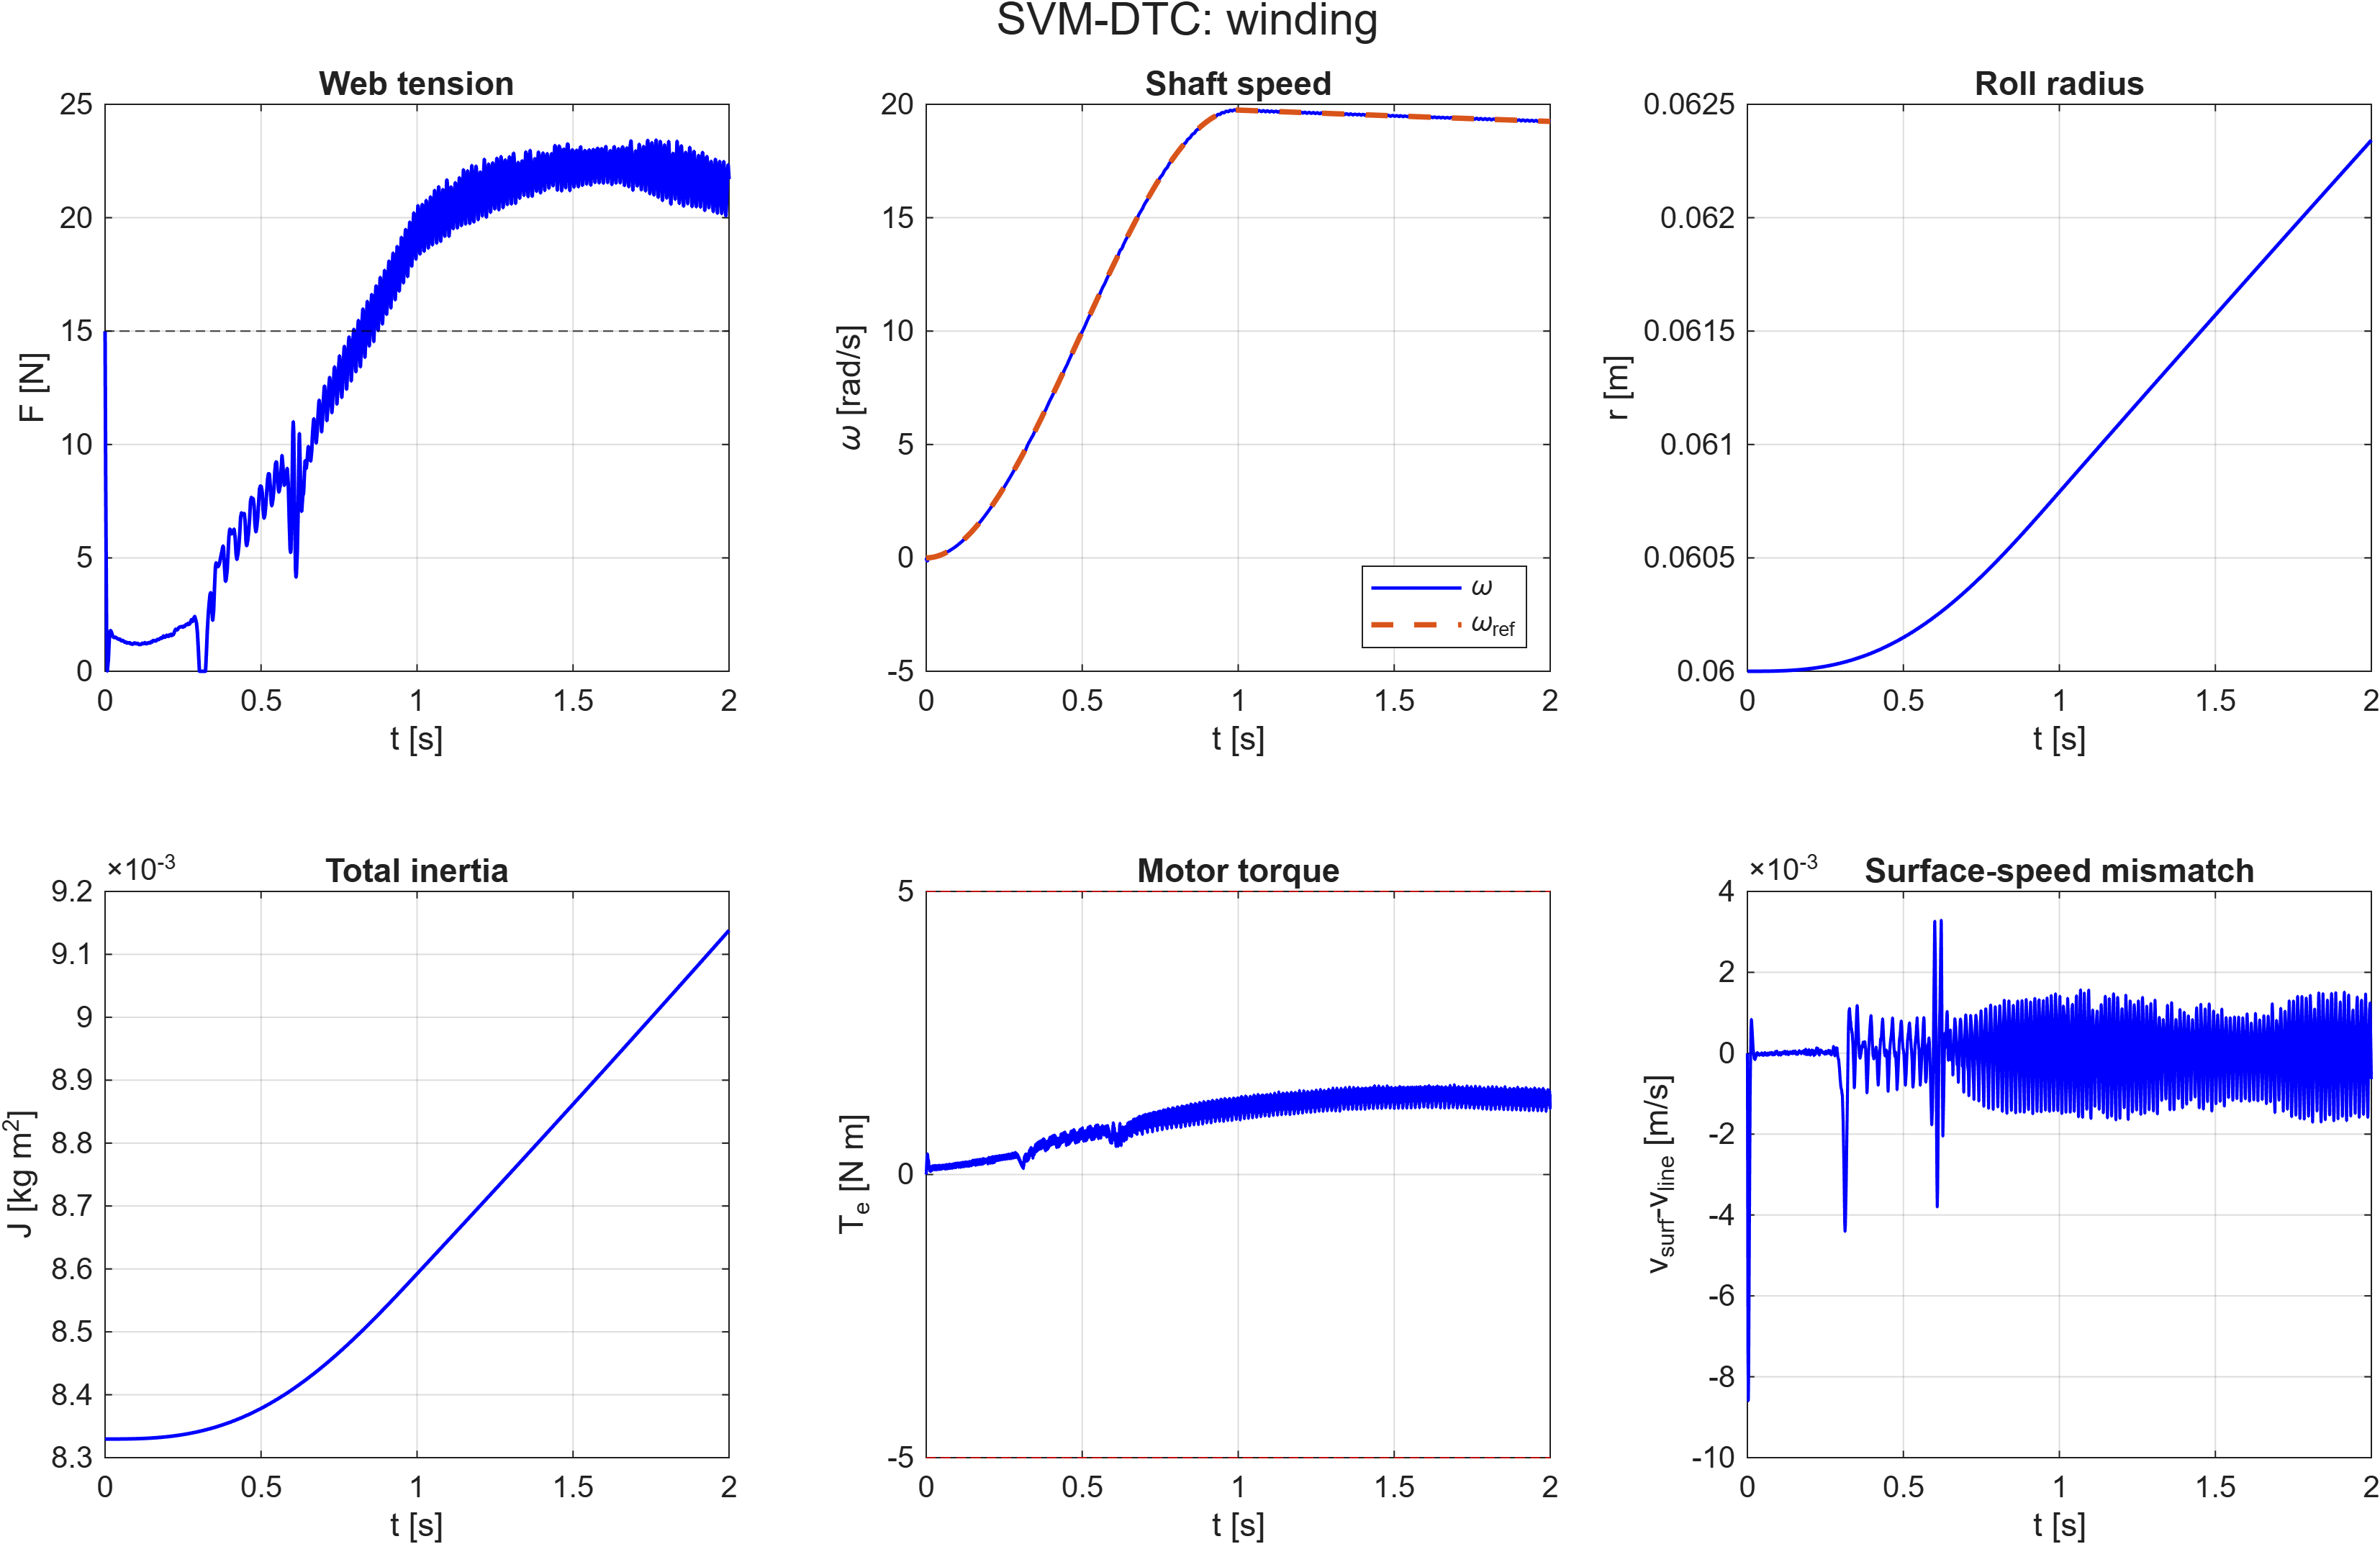 SVM-DTC: winding
Web tension
25
20
15
10
5
0
F [N]
0 0.5 1 1.5 2
t [s]
Shaft speed
20
15
10
5
0
-5
ω [rad/s]
ω
ω_ref
0 0.5 1 1.5 2
t [s]
Roll radius
0.0625
0.062
0.0615
0.061
0.0605
0.06
r [m]
0 0.5 1 1.5 2
t [s]
×10^-3
Total inertia
9.2
9.1
9
8.9
8.8
8.7
8.6
8.5
8.4
8.3
J [kg m^2]
0 0.5 1 1.5 2
t [s]
Motor torque
5
0
-5
T_e [N m]
0 0.5 1 1.5 2
t [s]
×10^-3
Surface-speed mismatch
4
2
0
-2
-4
-6
-8
-10
v_surf-v_line [m/s]
0 0.5 1 1.5 2
t [s]